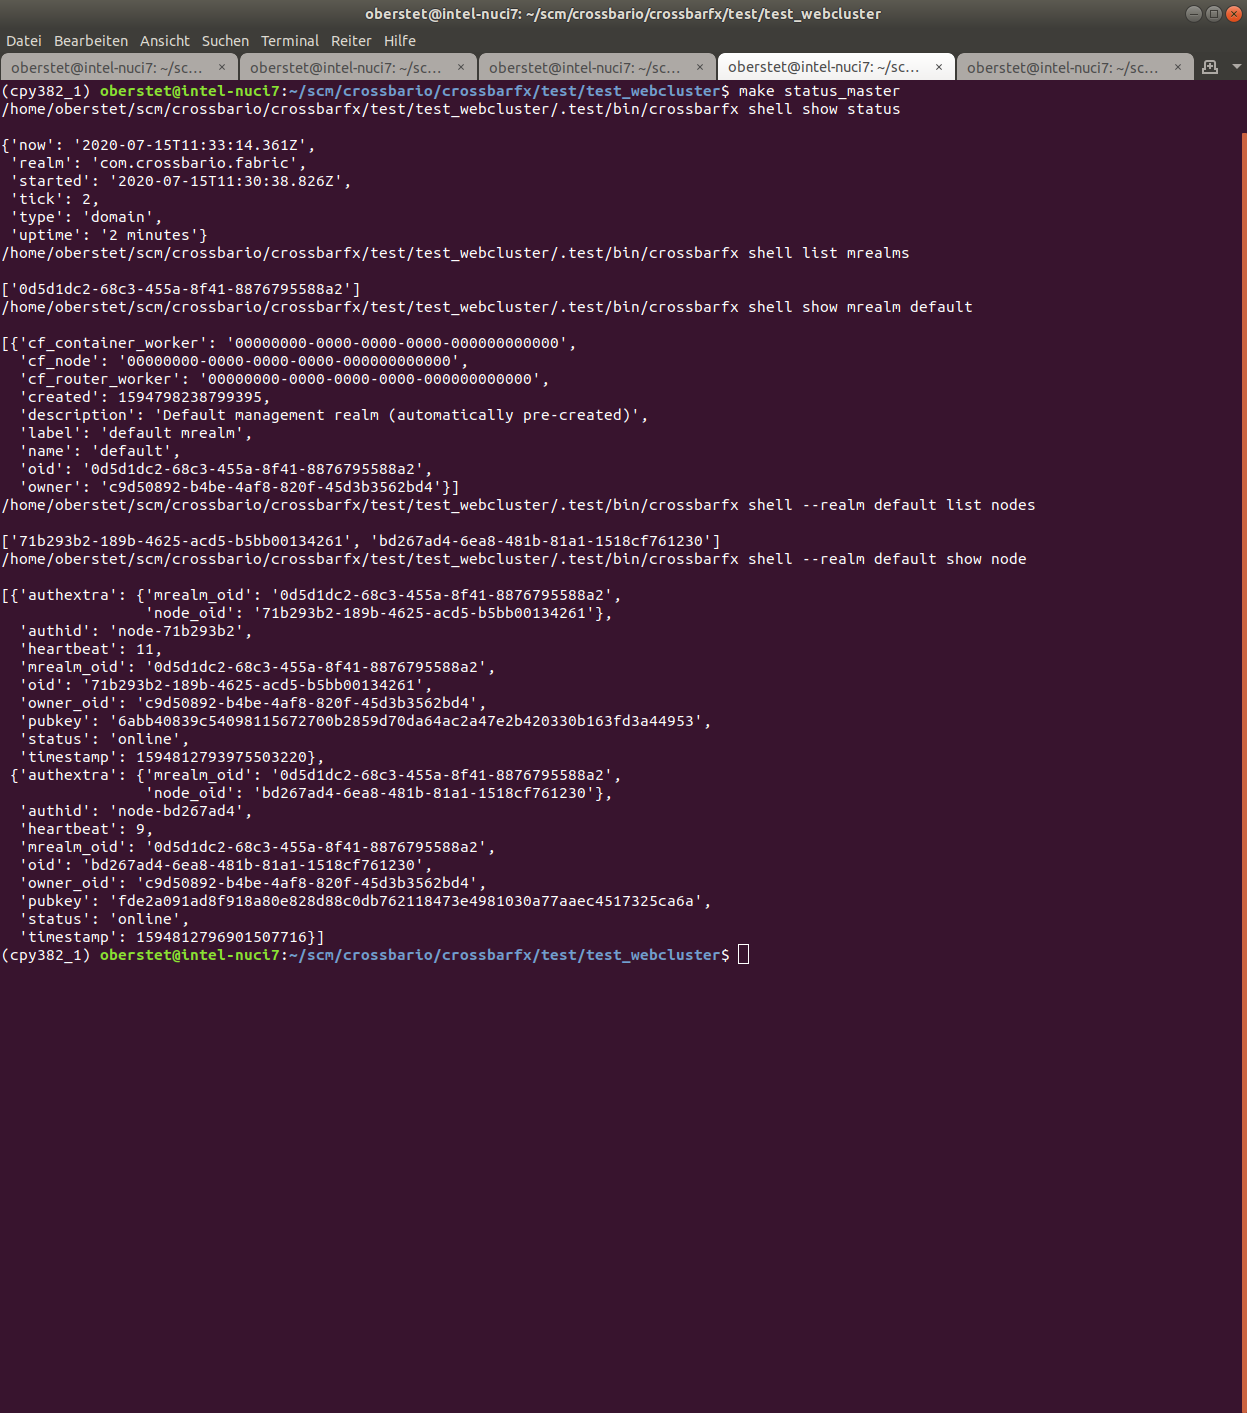 oberstet@intel-nuci7: ~/scm/crossbario/crossbarfx/test/test_webcluster
Datei Bearbeiten Ansicht Suchen Terminal Reiter Hilfe
oberstet@intel-nuci7: ~/sc… × oberstet@intel-nuci7: ~/sc… × oberstet@intel-nuci7: ~/sc… × oberstet@intel-nuci7: ~/sc… × oberstet@intel-nuci7: ~/sc… ×
(cpy382_1) oberstet@intel-nuci7:~/scm/crossbario/crossbarfx/test/test_webcluster$ make status_master
/home/oberstet/scm/crossbario/crossbarfx/test/test_webcluster/.test/bin/crossbarfx shell show status

{'now': '2020-07-15T11:33:14.361Z',
 'realm': 'com.crossbario.fabric',
 'started': '2020-07-15T11:30:38.826Z',
 'tick': 2,
 'type': 'domain',
 'uptime': '2 minutes'}
/home/oberstet/scm/crossbario/crossbarfx/test/test_webcluster/.test/bin/crossbarfx shell list mrealms

['0d5d1dc2-68c3-455a-8f41-8876795588a2']
/home/oberstet/scm/crossbario/crossbarfx/test/test_webcluster/.test/bin/crossbarfx shell show mrealm default

[{'cf_container_worker': '00000000-0000-0000-0000-000000000000',
  'cf_node': '00000000-0000-0000-0000-000000000000',
  'cf_router_worker': '00000000-0000-0000-0000-000000000000',
  'created': 1594798238799395,
  'description': 'Default management realm (automatically pre-created)',
  'label': 'default mrealm',
  'name': 'default',
  'oid': '0d5d1dc2-68c3-455a-8f41-8876795588a2',
  'owner': 'c9d50892-b4be-4af8-820f-45d3b3562bd4'}]
/home/oberstet/scm/crossbario/crossbarfx/test/test_webcluster/.test/bin/crossbarfx shell --realm default list nodes

['71b293b2-189b-4625-acd5-b5bb00134261', 'bd267ad4-6ea8-481b-81a1-1518cf761230']
/home/oberstet/scm/crossbario/crossbarfx/test/test_webcluster/.test/bin/crossbarfx shell --realm default show node

[{'authextra': {'mrealm_oid': '0d5d1dc2-68c3-455a-8f41-8876795588a2',
                'node_oid': '71b293b2-189b-4625-acd5-b5bb00134261'},
  'authid': 'node-71b293b2',
  'heartbeat': 11,
  'mrealm_oid': '0d5d1dc2-68c3-455a-8f41-8876795588a2',
  'oid': '71b293b2-189b-4625-acd5-b5bb00134261',
  'owner_oid': 'c9d50892-b4be-4af8-820f-45d3b3562bd4',
  'pubkey': '6abb40839c54098115672700b2859d70da64ac2a47e2b420330b163fd3a44953',
  'status': 'online',
  'timestamp': 1594812793975503220},
 {'authextra': {'mrealm_oid': '0d5d1dc2-68c3-455a-8f41-8876795588a2',
                'node_oid': 'bd267ad4-6ea8-481b-81a1-1518cf761230'},
  'authid': 'node-bd267ad4',
  'heartbeat': 9,
  'mrealm_oid': '0d5d1dc2-68c3-455a-8f41-8876795588a2',
  'oid': 'bd267ad4-6ea8-481b-81a1-1518cf761230',
  'owner_oid': 'c9d50892-b4be-4af8-820f-45d3b3562bd4',
  'pubkey': 'fde2a091ad8f918a80e828d88c0db762118473e4981030a77aaec4517325ca6a',
  'status': 'online',
  'timestamp': 1594812796901507716}]
(cpy382_1) oberstet@intel-nuci7:~/scm/crossbario/crossbarfx/test/test_webcluster$